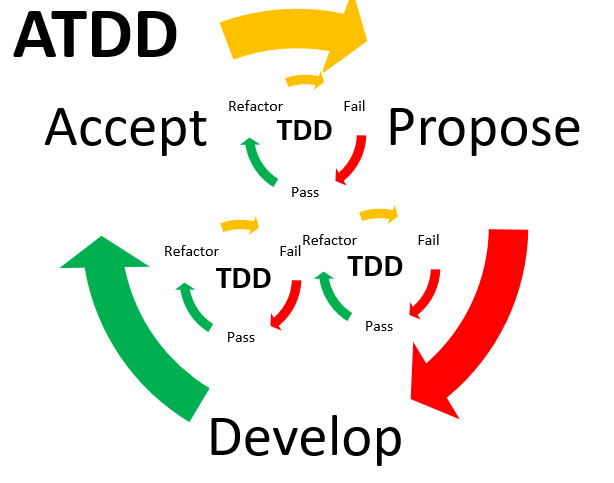 ATDD
Refactor
Fail
Accept
TDD
Propose
Pass
Refactor
Fail
TDD
Pass
Refactor
Fail
TDD
Pass
Develop